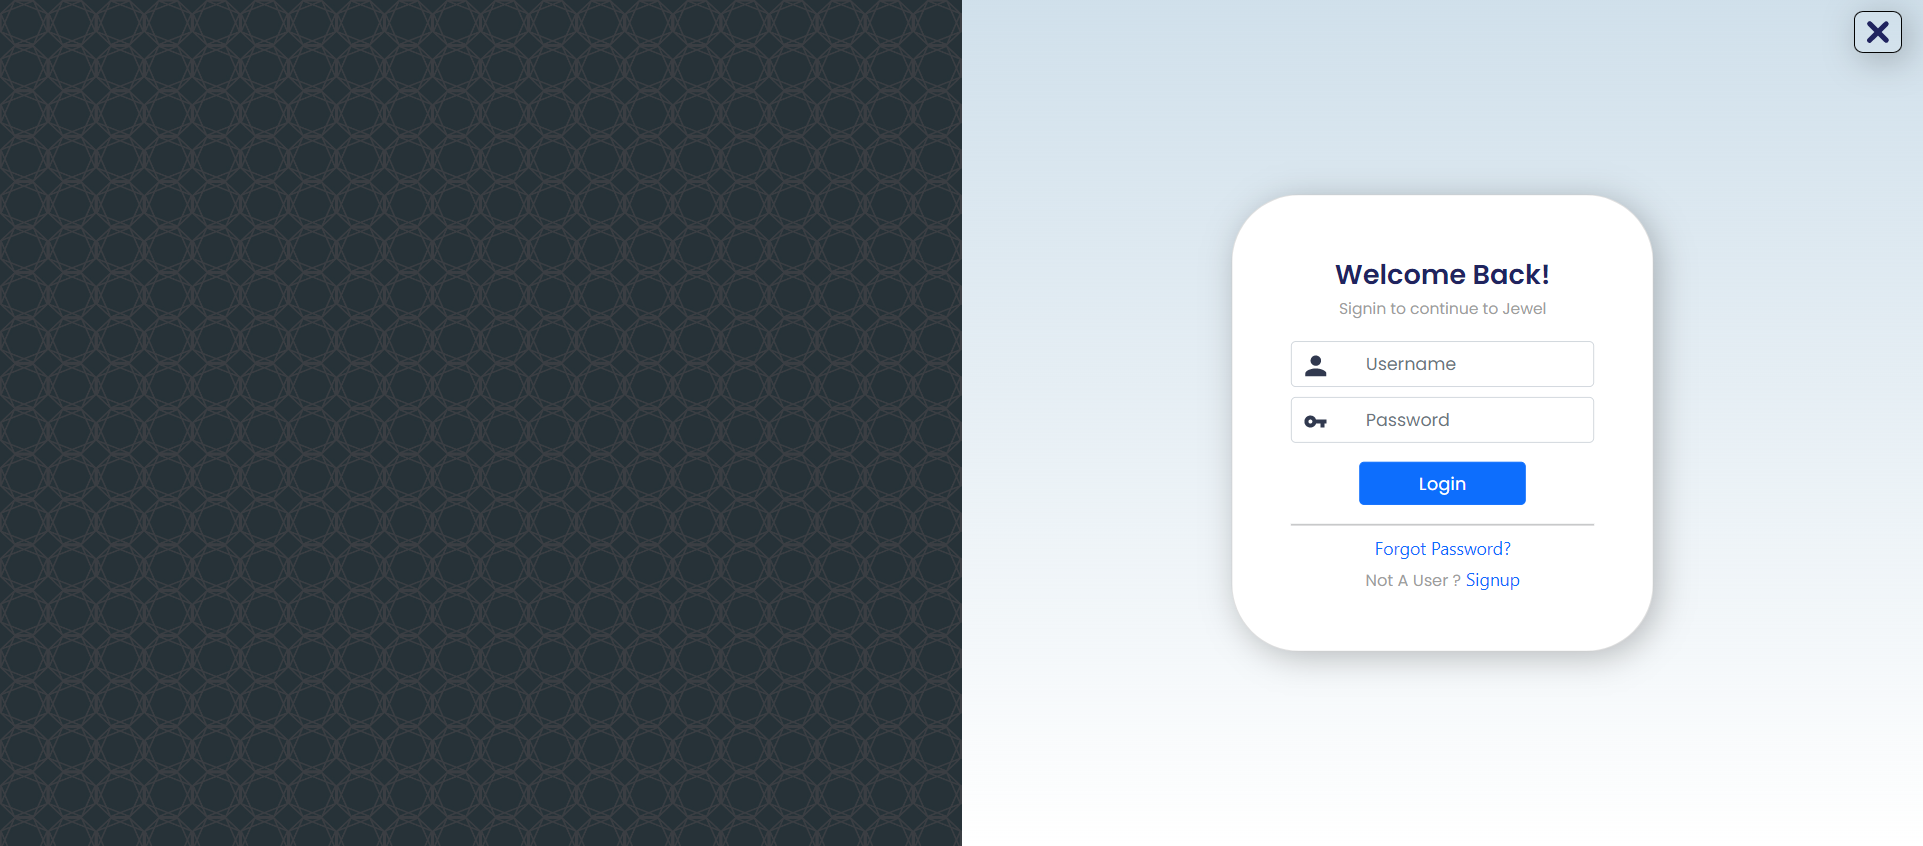 Welcome Back!
Signin to continue to Jewel
Username
Password
Login
Forgot Password?
Not A User ? Signup